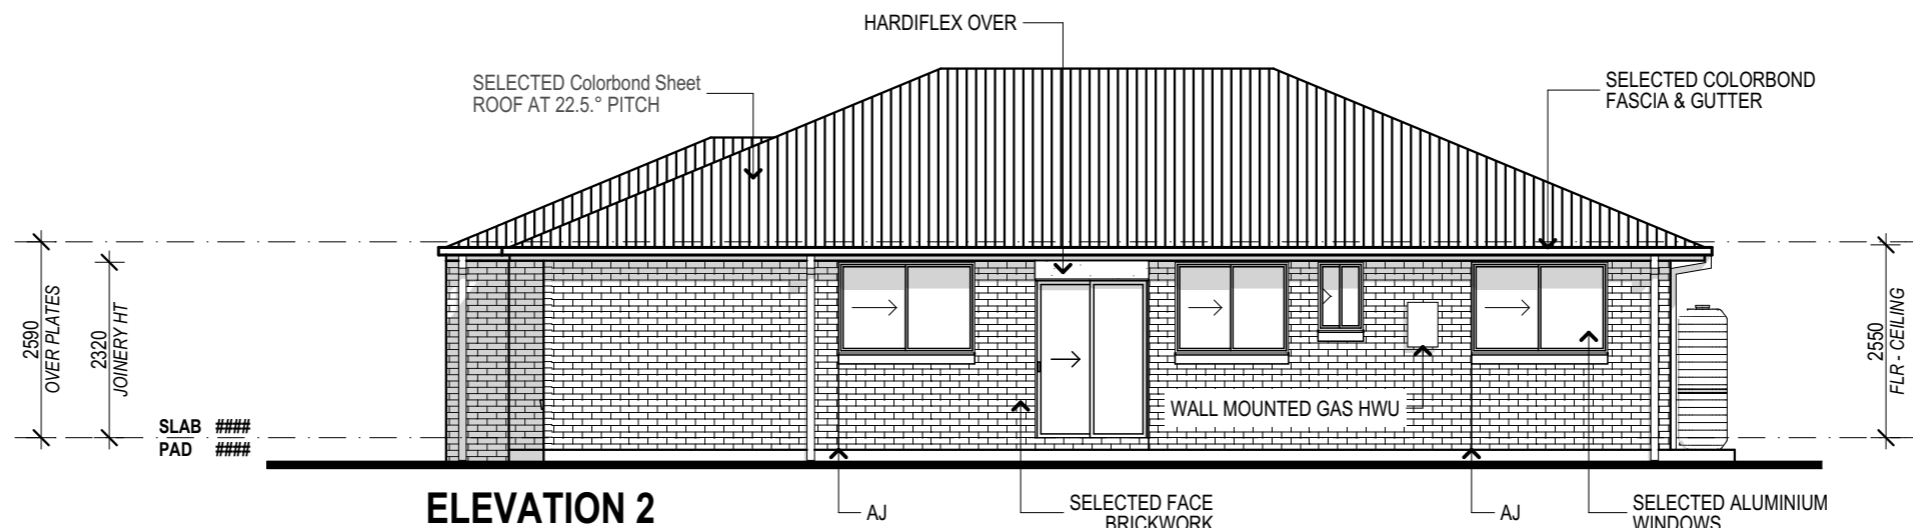 HARDIFLEX OVER
SELECTED Colorbond Sheet
ROOF AT 22.5.° PITCH
SELECTED COLORBOND
FASCIA & GUTTER
2590
OVER PLATES
2320
JOINERY HT
2550
FLR - CEILING
SLAB ####
PAD ####
WALL MOUNTED GAS HWU
ELEVATION 2
AJ
SELECTED FACE
BRICKWORK
AJ
SELECTED ALUMINIUM
WINDOWS